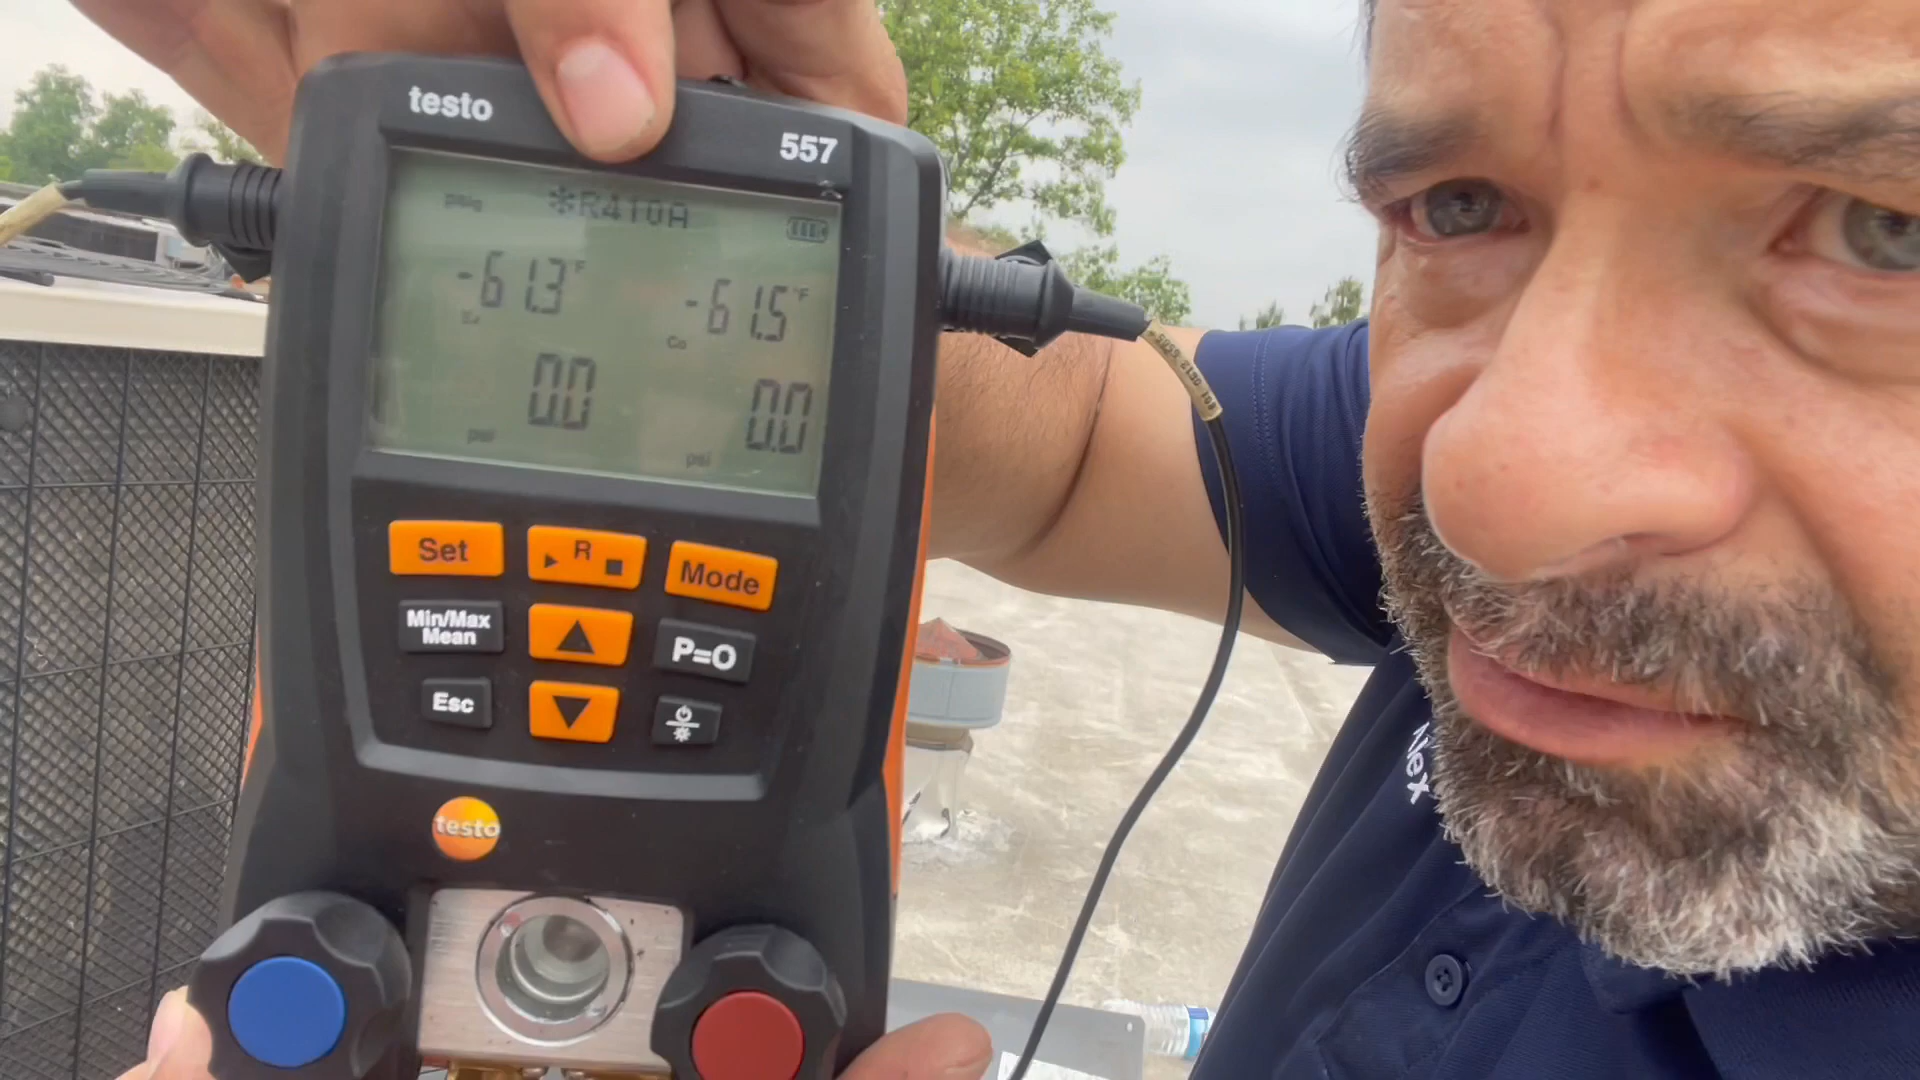 testo
557
psig
*R410A
-61.3°F
-61.5°F
Ev
Co
0.0
0.0
psi
psi
Set
R
Mode
Min/Max
Mean
P=O
Esc
testo
Alex